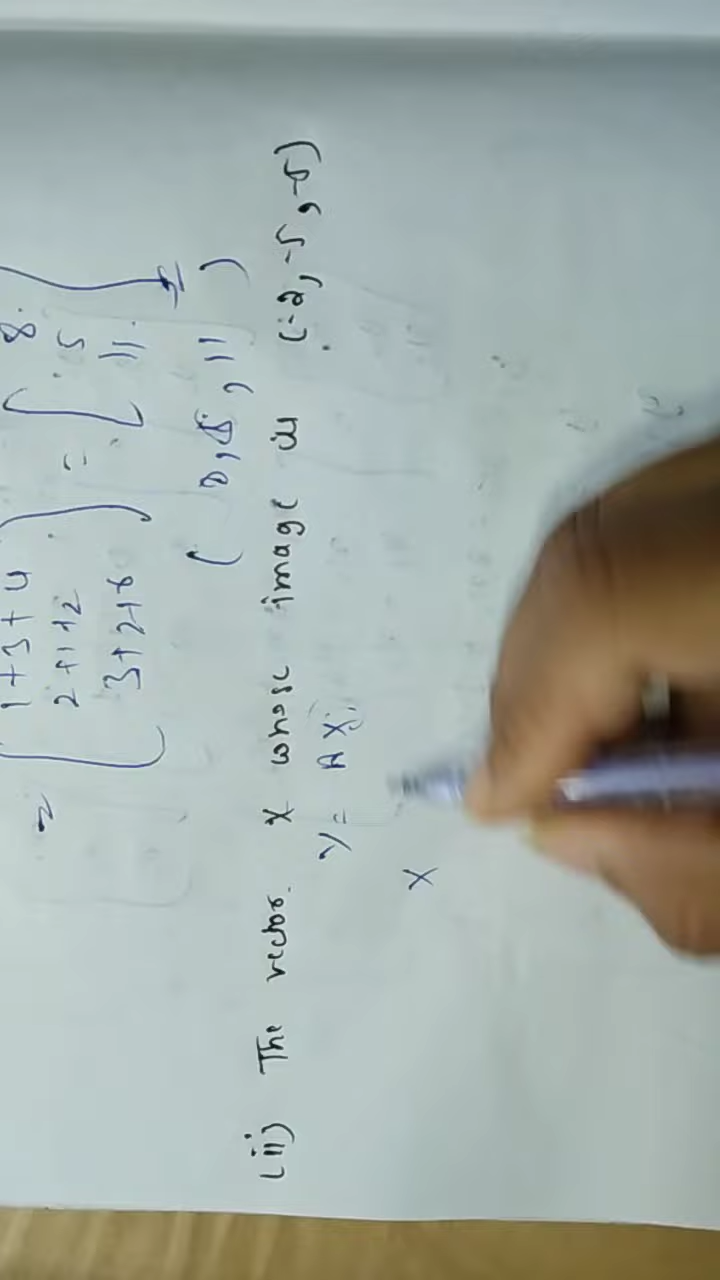 = [ 1+3+4
2+1+2
3+2+6 ] = [ 8
5
11 ]
( 8, 5, 11 )
(ii) The vector X whose image is (-2, -5, -5)
Y = AX
X